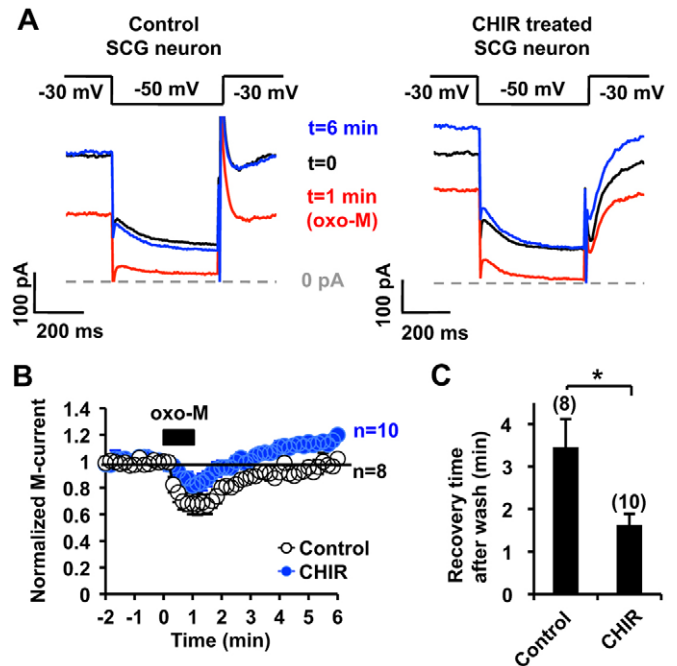 A
Control
SCG neuron
CHIR treated
SCG neuron
-30 mV
-50 mV
-30 mV
-30 mV
-50 mV
-30 mV
t=6 min
t=0
t=1 min
(oxo-M)
0 pA
100 pA
200 ms
100 pA
200 ms
B
Normalized M-current
1.4
1.2
1
0.8
0.6
0.4
0.2
0
oxo-M
n=10
n=8
Control
CHIR
-2 -1 0 1 2 3 4 5 6
Time (min)
C
Recovery time
after wash (min)
4
3
2
1
0
(8)
*
(10)
Control
CHIR